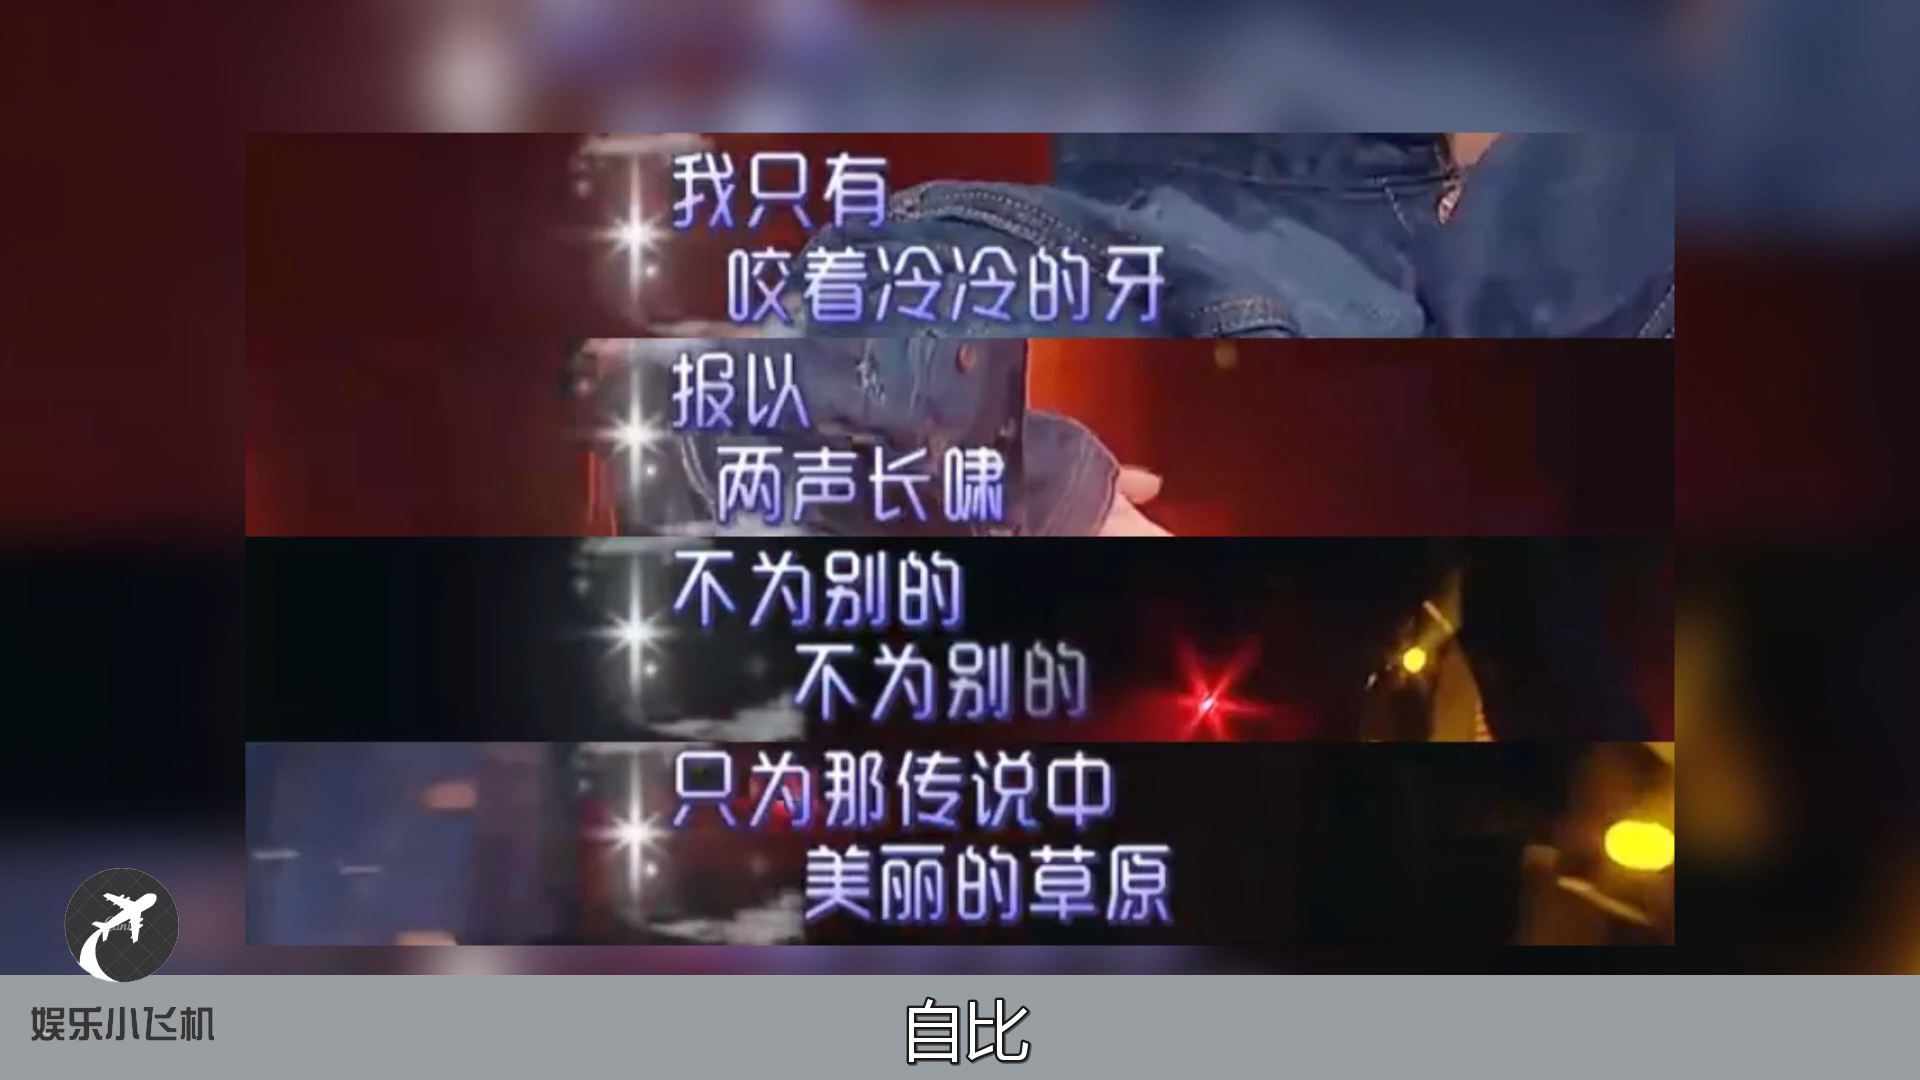 我只有
咬着冷冷的牙
报以
两声长啸
不为别的
不为别的
只为那传说中
美丽的草原
娱乐小飞机
自比